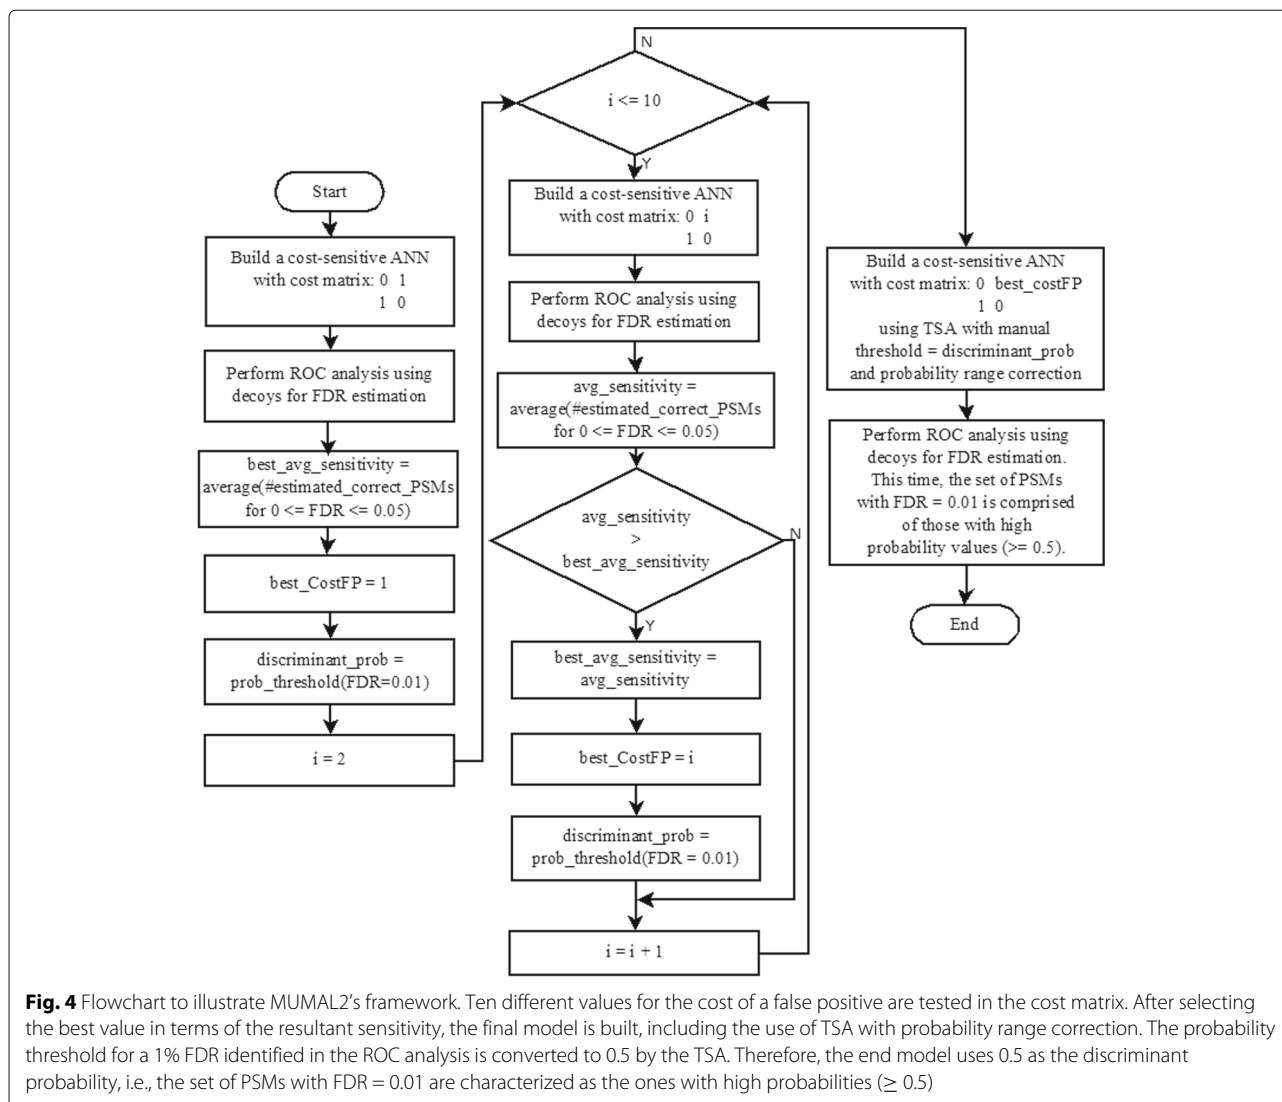 Start
Build a cost-sensitive ANN
with cost matrix: 0 1
1 0
Perform ROC analysis using
decoys for FDR estimation
best_avg_sensitivity =
average(#estimated_correct_PSMs
for 0 <= FDR <= 0.05)
best_CostFP = 1
discriminant_prob =
prob_threshold(FDR=0.01)
i = 2
N
i <= 10
Y
Build a cost-sensitive ANN
with cost matrix: 0 i
1 0
Perform ROC analysis using
decoys for FDR estimation
avg_sensitivity =
average(#estimated_correct_PSMs
for 0 <= FDR <= 0.05)
avg_sensitivity
>
best_avg_sensitivity
N
Y
best_avg_sensitivity =
avg_sensitivity
best_CostFP = i
discriminant_prob =
prob_threshold(FDR = 0.01)
i = i + 1
Build a cost-sensitive ANN
with cost matrix: 0 best_costFP
1 0
using TSA with manual
threshold = discriminant_prob
and probability range correction
Perform ROC analysis using
decoys for FDR estimation.
This time, the set of PSMs
with FDR = 0.01 is comprised
of those with high
probability values (>= 0.5).
End
Fig. 4 Flowchart to illustrate MUMAL2's framework. Ten different values for the cost of a false positive are tested in the cost matrix. After selecting
the best value in terms of the resultant sensitivity, the final model is built, including the use of TSA with probability range correction. The probability
threshold for a 1% FDR identified in the ROC analysis is converted to 0.5 by the TSA. Therefore, the end model uses 0.5 as the discriminant
probability, i.e., the set of PSMs with FDR = 0.01 are characterized as the ones with high probabilities (≥ 0.5)